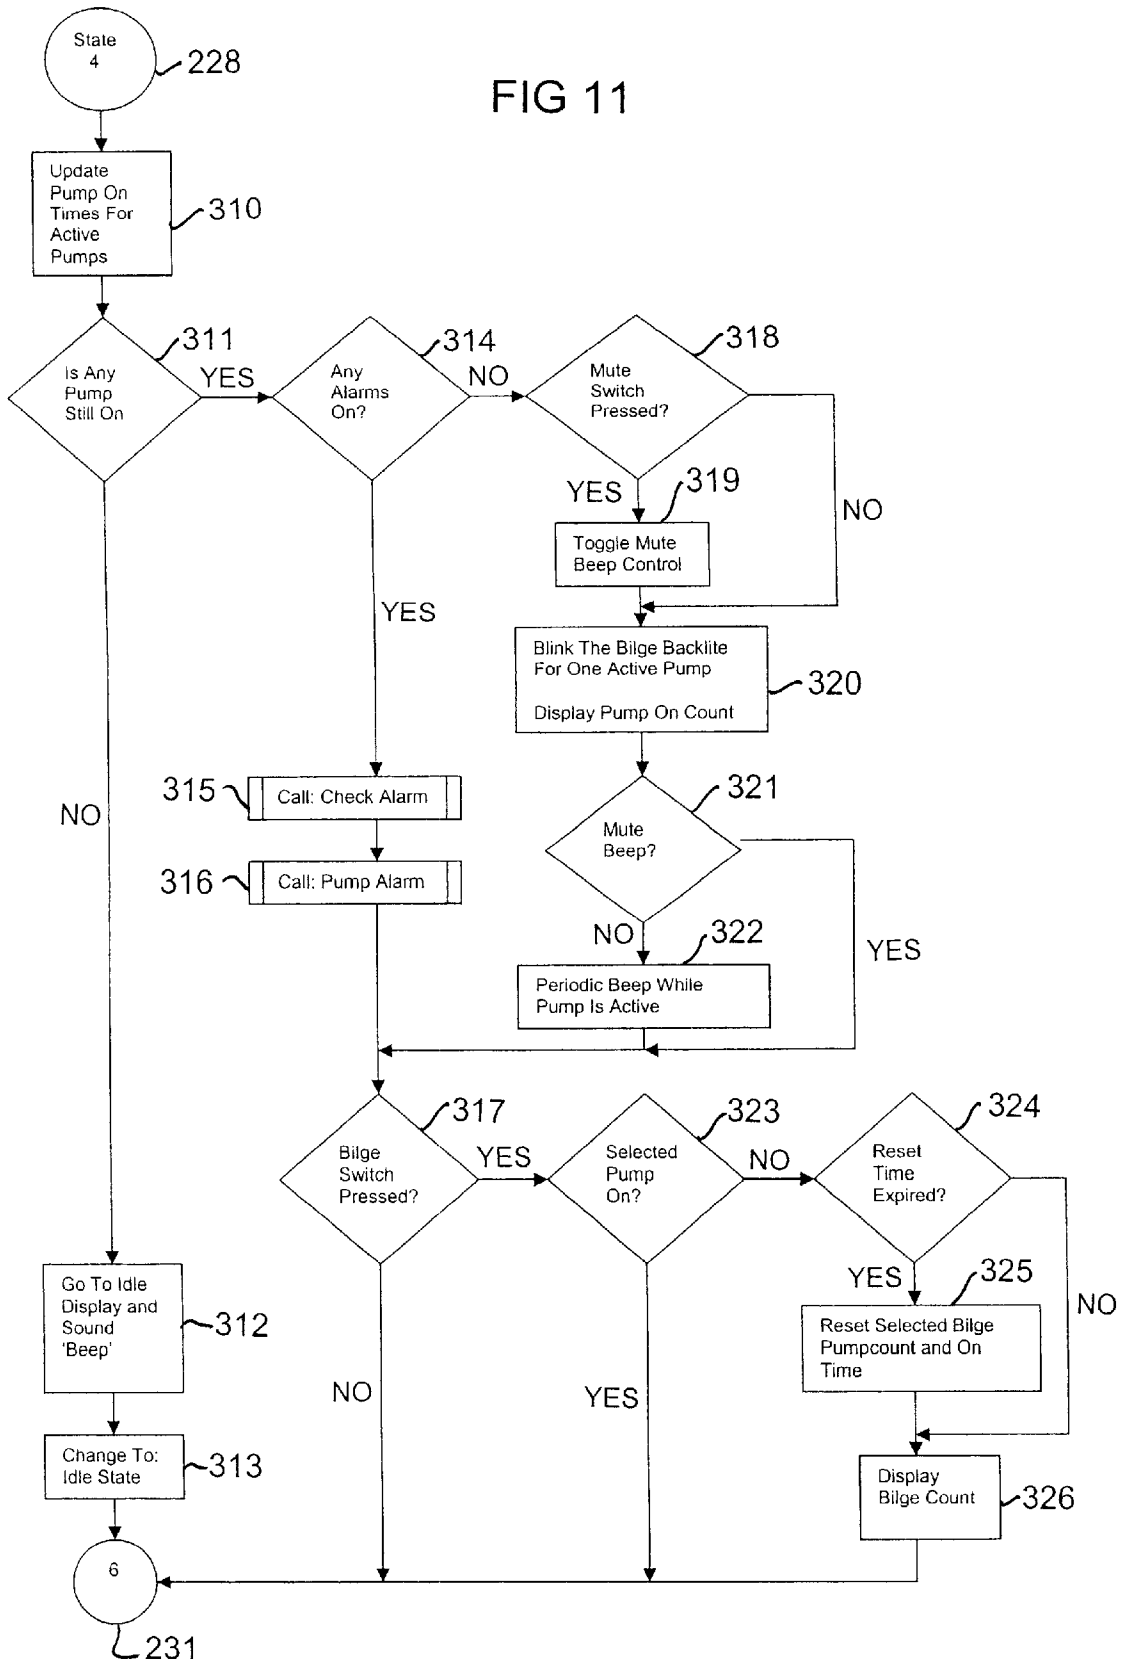 State
4
228
FIG 11
Update
Pump On
Times For
Active
Pumps
310
311
Is Any
Pump
Still On
YES
314
Any
Alarms
On?
NO
318
Mute
Switch
Pressed?
YES
319
NO
Toggle Mute
Beep Control
YES
Blink The Bilge Backlite
For One Active Pump
Display Pump On Count
320
315
Call: Check Alarm
NO
321
Mute
Beep?
316
Call: Pump Alarm
NO
322
YES
Periodic Beep While
Pump Is Active
317
Bilge
Switch
Pressed?
YES
323
Selected
Pump
On?
NO
324
Reset
Time
Expired?
YES
325
NO
Go To Idle
Display and
Sound
'Beep'
312
Reset Selected Bilge
Pumpcount and On
Time
NO
YES
Change To:
Idle State
313
Display
Bilge Count
326
6
231